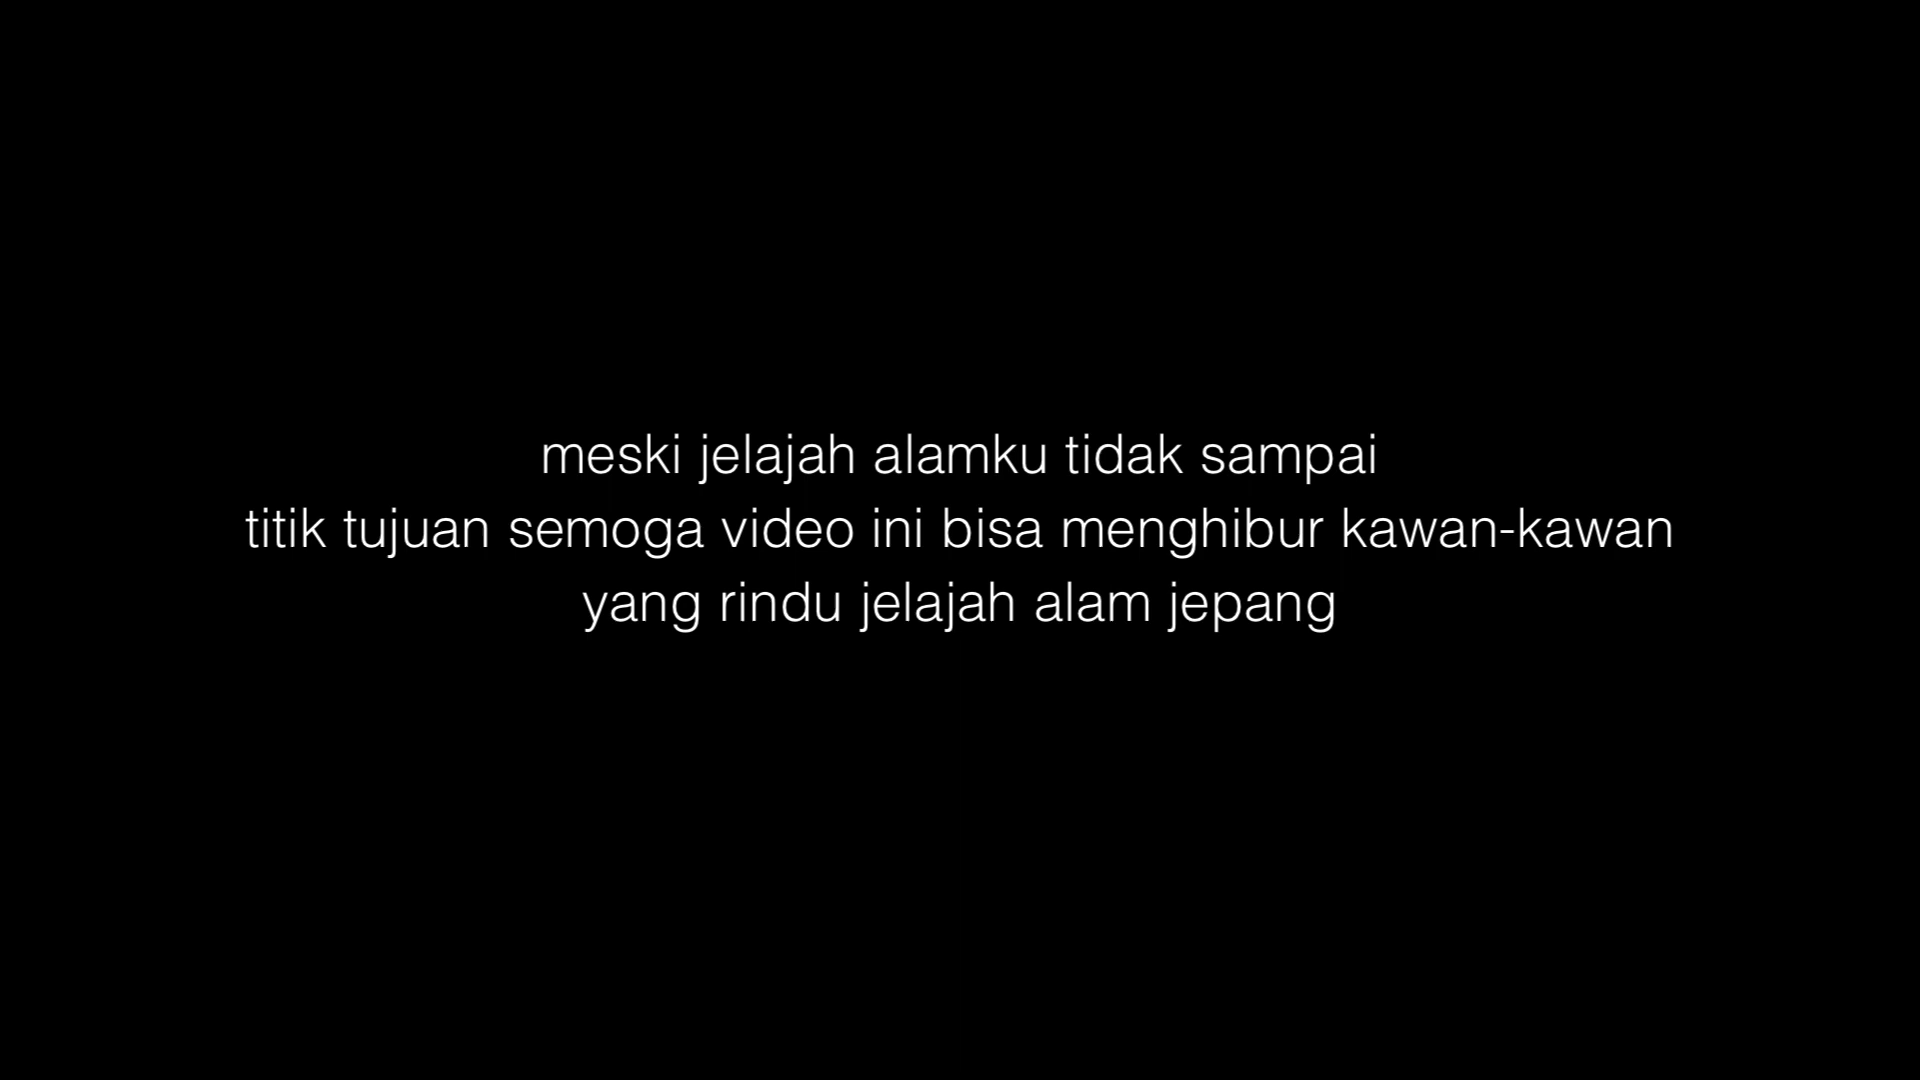 meski jelajah alamku tidak sampai
titik tujuan semoga video ini bisa menghibur kawan-kawan
yang rindu jelajah alam jepang